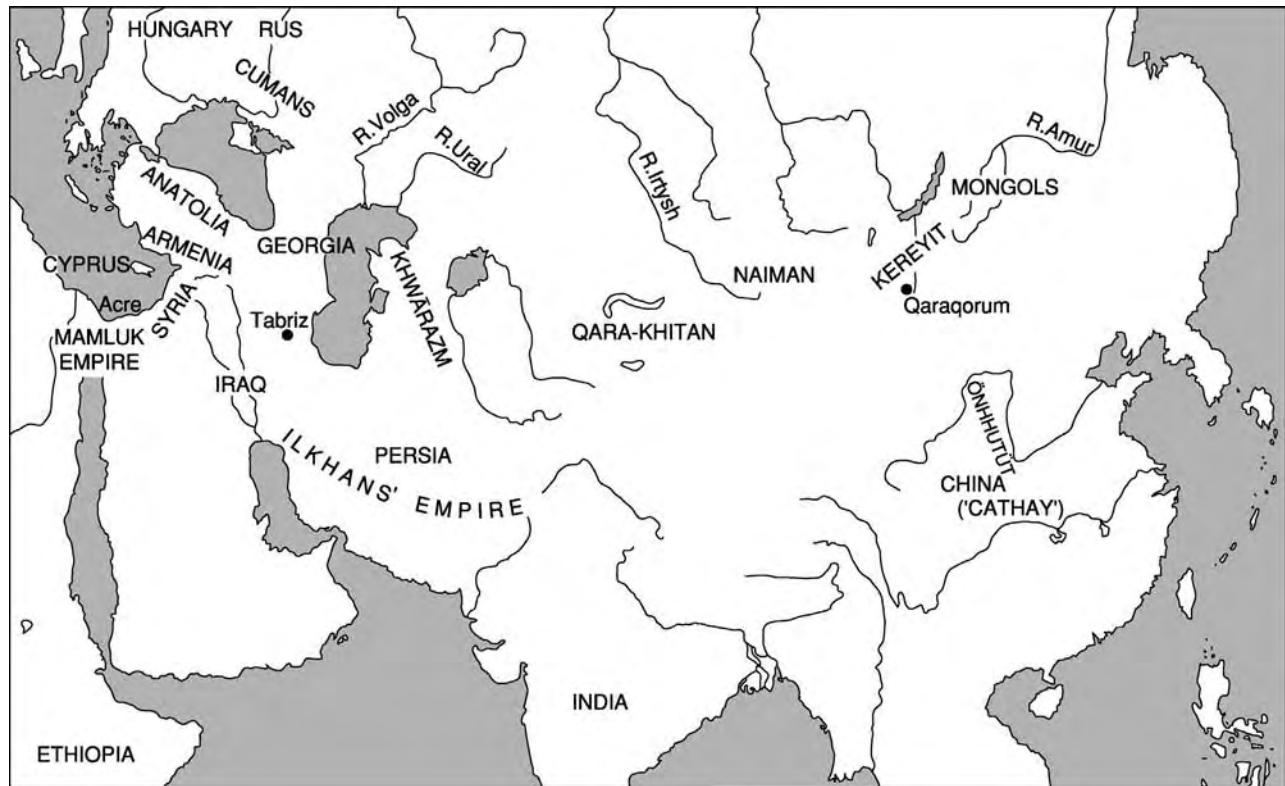 HUNGARY
RUS
CUMANS
R.Volga
R.Ural
R.Irtysh
R.Amur
MONGOLS
ANATOLIA
ARMENIA
GEORGIA
KHWĀRAZM
NAIMAN
KEREYIT
CYPRUS
Acre
SYRIA
Tabriz
QARA-KHITAN
Qaraqorum
MAMLUK
EMPIRE
IRAQ
ÖNHHUTÜT
PERSIA
ILKHANS' EMPIRE
CHINA
('CATHAY')
INDIA
ETHIOPIA